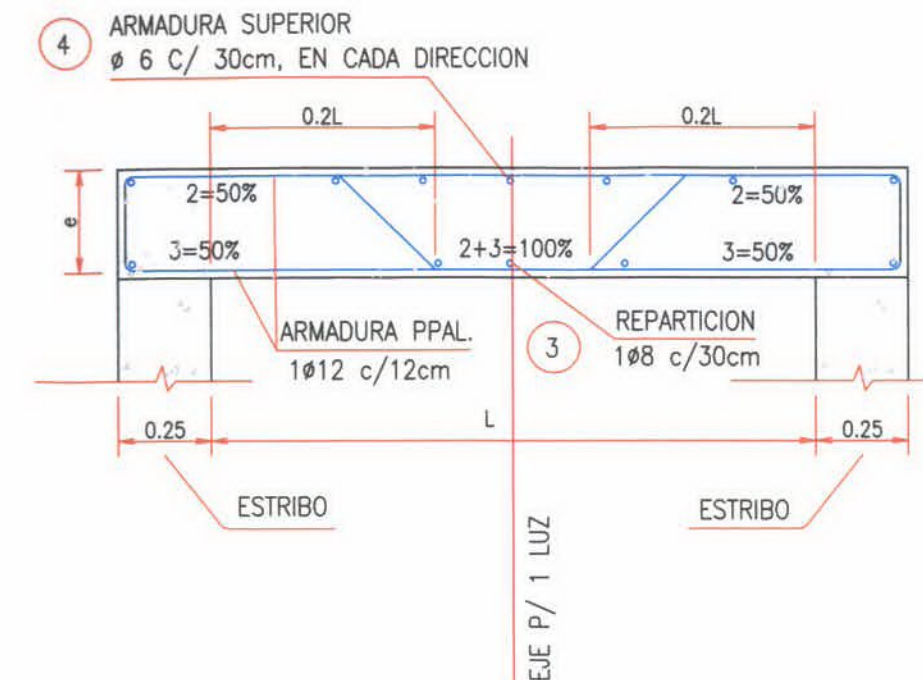 4
ARMADURA SUPERIOR
ø 6 C/ 30cm, EN CADA DIRECCION
0.2L
0.2L
e
2=50%
2=50%
3=50%
2+3=100%
3=50%
ARMADURA PPAL.
1ø12 c/12cm
3
REPARTICION
1ø8 c/30cm
0.25
L
0.25
ESTRIBO
ESTRIBO
EJE P/ 1 LUZ